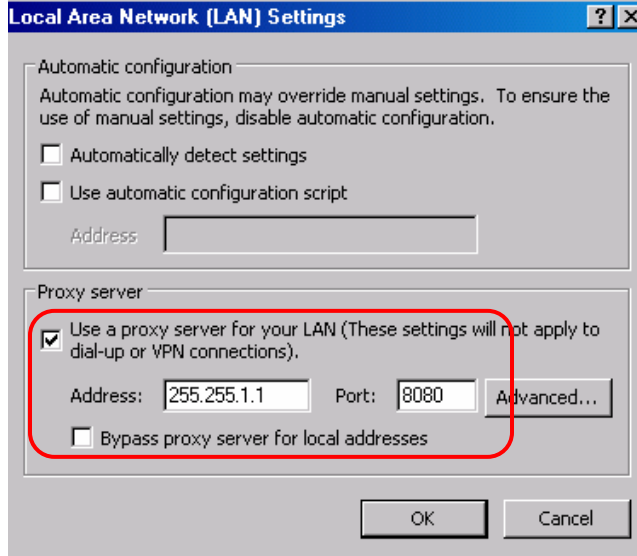 Local Area Network (LAN) Settings
Automatic configuration
Automatic configuration may override manual settings. To ensure the
use of manual settings, disable automatic configuration.
Automatically detect settings
Use automatic configuration script
Address
Proxy server
Use a proxy server for your LAN (These settings will not apply to
dial-up or VPN connections).
Address: 255.255.1.1 Port: 8080 Advanced...
Bypass proxy server for local addresses
OK Cancel